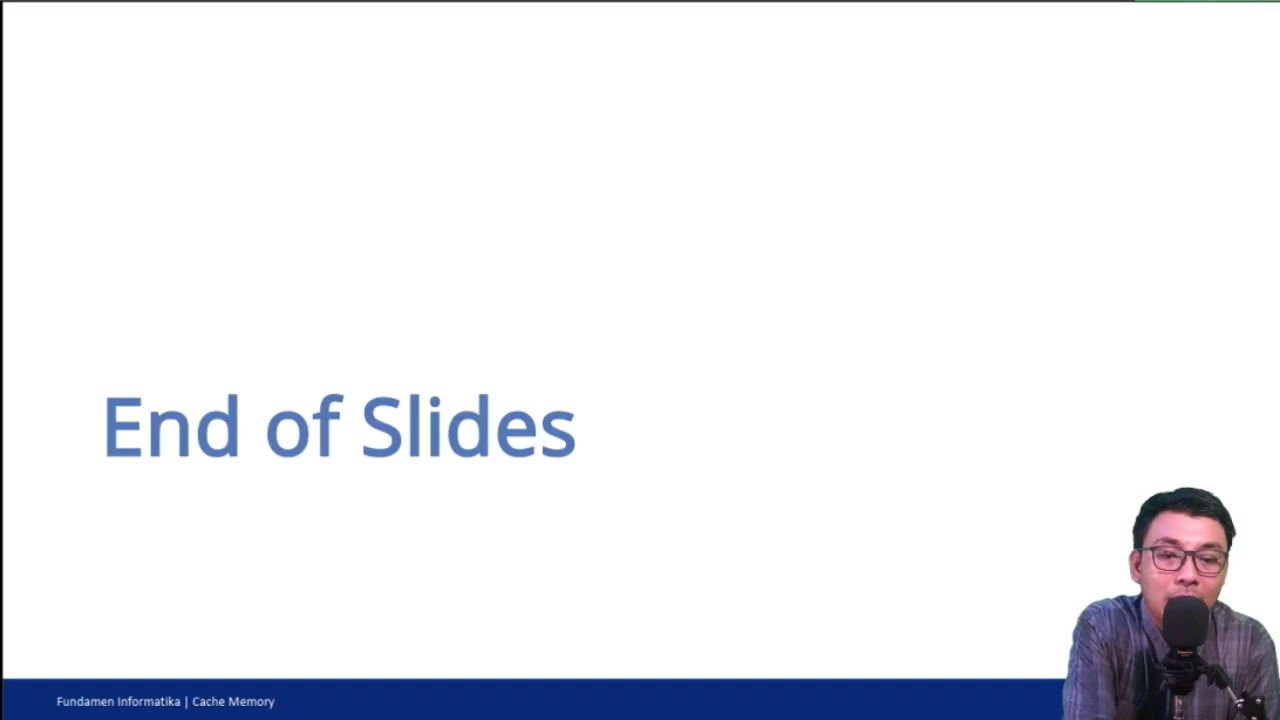 End of Slides
Fundamen Informatika | Cache Memory